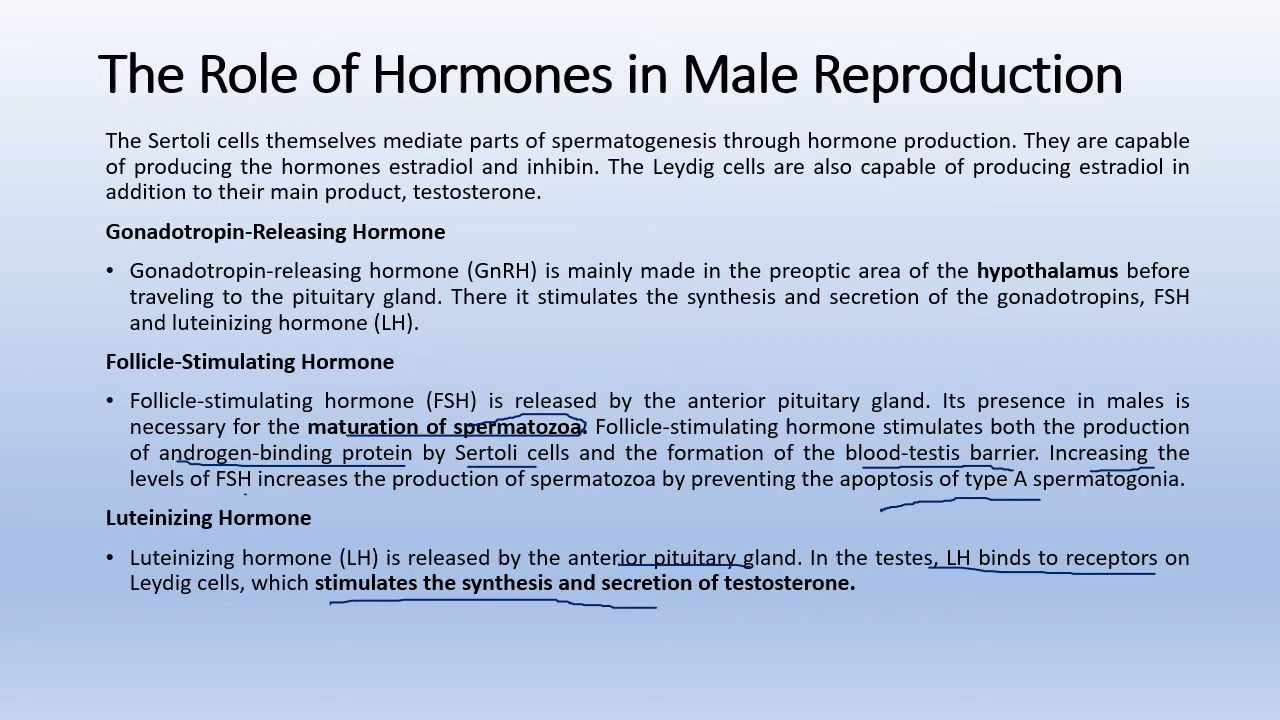 The Role of Hormones in Male Reproduction
The Sertoli cells themselves mediate parts of spermatogenesis through hormone production. They are capable
of producing the hormones estradiol and inhibin. The Leydig cells are also capable of producing estradiol in
addition to their main product, testosterone.
Gonadotropin-Releasing Hormone
• Gonadotropin-releasing hormone (GnRH) is mainly made in the preoptic area of the hypothalamus before
traveling to the pituitary gland. There it stimulates the synthesis and secretion of the gonadotropins, FSH
and luteinizing hormone (LH).
Follicle-Stimulating Hormone
• Follicle-stimulating hormone (FSH) is released by the anterior pituitary gland. Its presence in males is
necessary for the maturation of spermatozoa. Follicle-stimulating hormone stimulates both the production
of androgen-binding protein by Sertoli cells and the formation of the blood-testis barrier. Increasing the
levels of FSH increases the production of spermatozoa by preventing the apoptosis of type A spermatogonia.
Luteinizing Hormone
• Luteinizing hormone (LH) is released by the anterior pituitary gland. In the testes, LH binds to receptors on
Leydig cells, which stimulates the synthesis and secretion of testosterone.